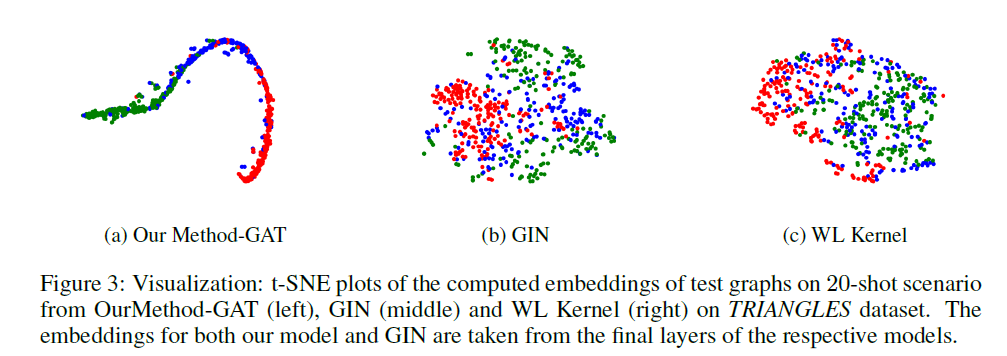 (a) Our Method-GAT
(b) GIN
(c) WL Kernel
Figure 3: Visualization: t-SNE plots of the computed embeddings of test graphs on 20-shot scenario
from OurMethod-GAT (left), GIN (middle) and WL Kernel (right) on TRIANGLES dataset. The
embeddings for both our model and GIN are taken from the final layers of the respective models.